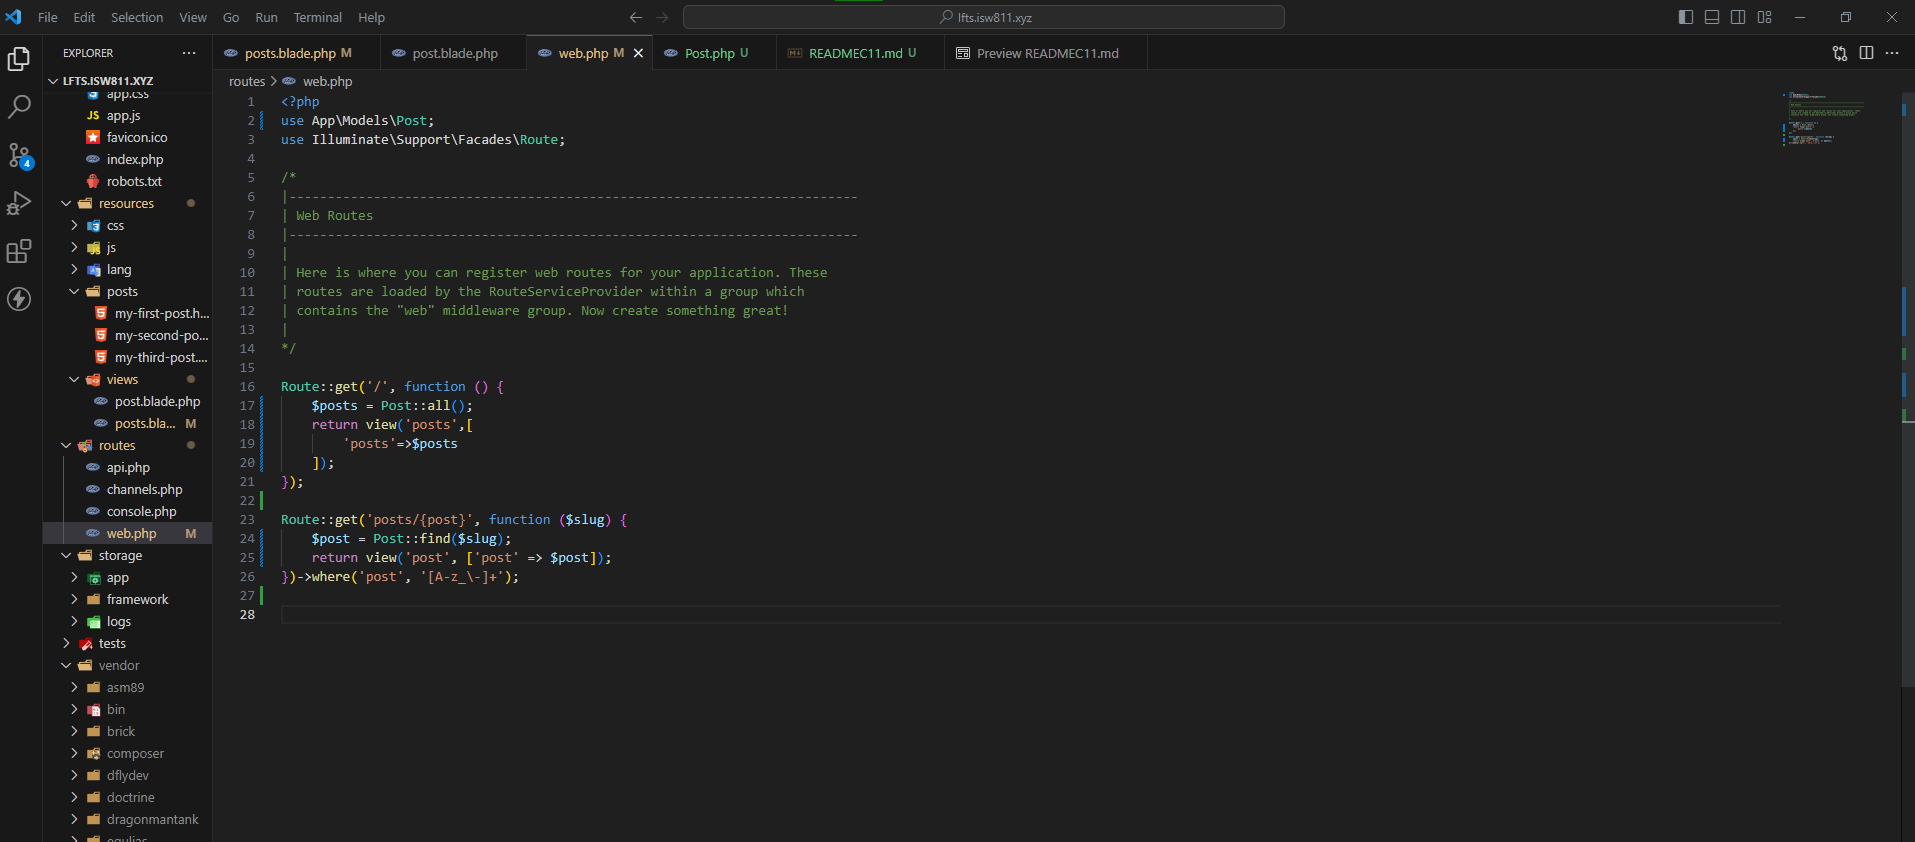 File Edit Selection View Go Run Terminal Help
lfts.isw811.xyz
EXPLORER
posts.blade.php M
post.blade.php
web.php M
Post.php U
READMEC11.md U
Preview READMEC11.md
LFTS.ISW811.XYZ
app.css
app.js
favicon.ico
index.php
robots.txt
resources
css
js
lang
posts
my-first-post.h...
my-second-po...
my-third-post....
views
post.blade.php
posts.bla... M
routes
api.php
channels.php
console.php
web.php M
storage
app
framework
logs
tests
vendor
asm89
bin
brick
composer
dflydev
doctrine
dragonmantank
egulias
4
routes > web.php
1 <?php
2 use App\Models\Post;
3 use Illuminate\Support\Facades\Route;
4
5 /*
6 |--------------------------------------------------------------------------
7 | Web Routes
8 |--------------------------------------------------------------------------
9 |
10 | Here is where you can register web routes for your application. These
11 | routes are loaded by the RouteServiceProvider within a group which
12 | contains the "web" middleware group. Now create something great!
13 |
14 */
15
16 Route::get('/', function () {
17 $posts = Post::all();
18 return view('posts',[
19 'posts'=>$posts
20 ]);
21 });
22
23 Route::get('posts/{post}', function ($slug) {
24 $post = Post::find($slug);
25 return view('post', ['post' => $post]);
26 })->where('post', '[A-z_\-]+');
27
28